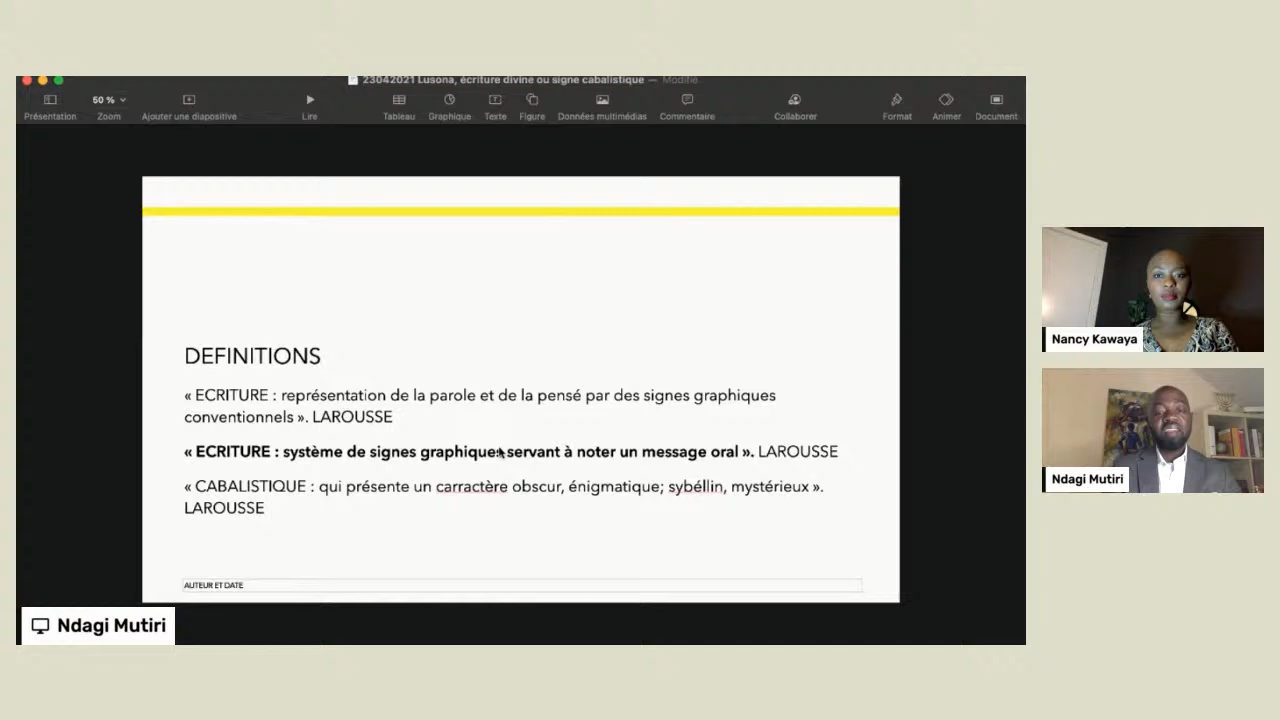 23042021 Lusona, écriture divine ou signe cabalistique — Modifié
50 %
Présentation Zoom Ajouter une diapositive Lire Tableau Graphique Texte Figure Données multimédias Commentaire Collaborer Format Animer Document
DEFINITIONS
« ECRITURE : représentation de la parole et de la pensé par des signes graphiques
conventionnels ». LAROUSSE
« ECRITURE : système de signes graphiques servant à noter un message oral ». LAROUSSE
« CABALISTIQUE : qui présente un carractère obscur, énigmatique; sybéllin, mystérieux ».
LAROUSSE
AUTEUR ET DATE
Ndagi Mutiri
Nancy Kawaya
Ndagi Mutiri